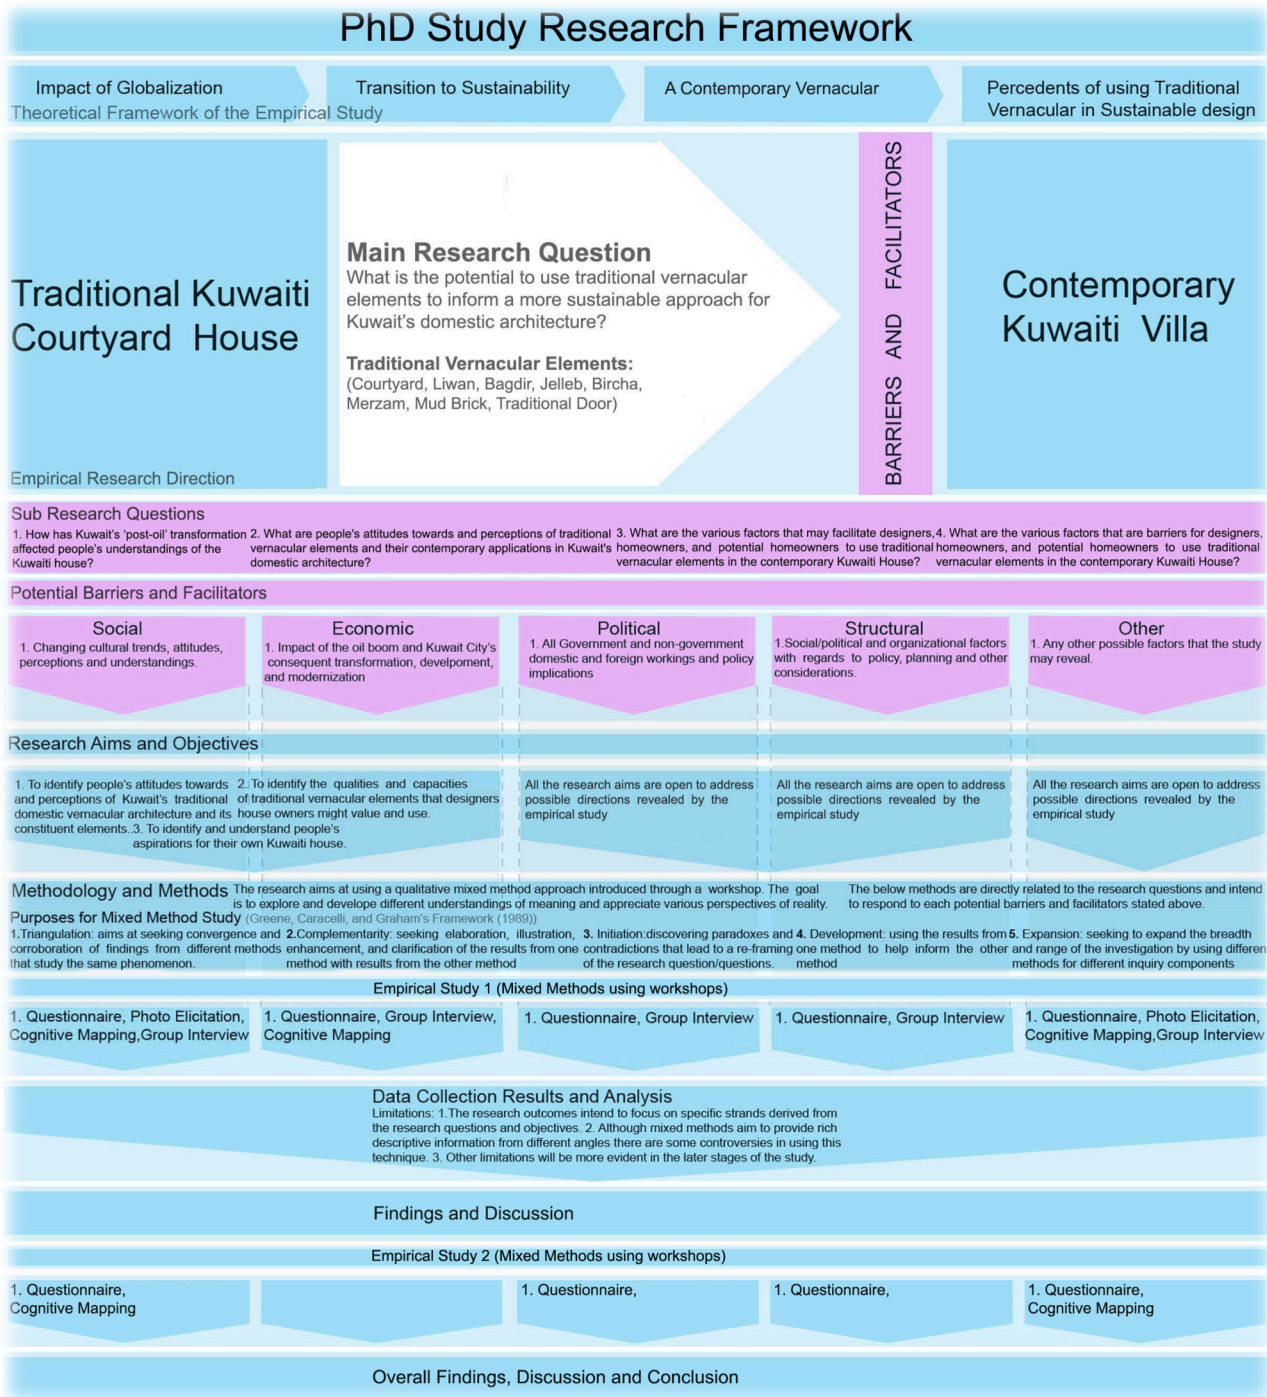 PhD Study Research Framework
Impact of Globalization
Transition to Sustainability
A Contemporary Vernacular
Percedents of using Traditional
Vernacular in Sustainable design
Theoretical Framework of the Empirical Study
Traditional Kuwaiti
Courtyard House
Main Research Question
What is the potential to use traditional vernacular
elements to inform a more sustainable approach for
Kuwait's domestic architecture?
Traditional Vernacular Elements:
(Courtyard, Liwan, Bagdir, Jelleb, Bircha,
Merzam, Mud Brick, Traditional Door)
BARRIERS AND FACILITATORS
Contemporary
Kuwaiti Villa
Empirical Research Direction
Sub Research Questions
1. How has Kuwait's 'post-oil' transformation
affected people's understandings of the
Kuwaiti house?
2. What are people's attitudes towards and perceptions of traditional
vernacular elements and their contemporary applications in Kuwait's
domestic architecture?
3. What are the various factors that may facilitate designers,
homeowners, and potential homeowners to use traditional
vernacular elements in the contemporary Kuwaiti House?
4. What are the various factors that are barriers for designers,
homeowners, and potential homeowners to use traditional
vernacular elements in the contemporary Kuwaiti House?
Potential Barriers and Facilitators
Social
1. Changing cultural trends, attitudes,
perceptions and understandings.
Economic
1. Impact of the oil boom and Kuwait City's
consequent transformation, develpoment,
and modernization
Political
1. All Government and non-government
domestic and foreign workings and policy
implications
Structural
1.Social/political and organizational factors
with regards to policy, planning and other
considerations.
Other
1. Any other possible factors that the study
may reveal.
Research Aims and Objectives
1. To identify people's attitudes towards
and perceptions of Kuwait's traditional
domestic vernacular architecture and its
constituent elements.
2. To identify the qualities and capacities
of traditional vernacular elements that designers
house owners might value and use.
3. To identify and understand people's
aspirations for their own Kuwaiti house.
All the research aims are open to address
possible directions revealed by the
empirical study
All the research aims are open to address
possible directions revealed by the
empirical study
All the research aims are open to address
possible directions revealed by the
empirical study
Methodology and Methods
The research aims at using a qualitative mixed method approach introduced through a workshop. The goal
is to explore and develope different understandings of meaning and appreciate various perspectives of reality.
The below methods are directly related to the research questions and intend
to respond to each potential barriers and facilitators stated above.
Purposes for Mixed Method Study (Greene, Caracelli, and Graham's Framework (1989))
1.Triangulation: aims at seeking convergence and
corroboration of findings from different methods
that study the same phenomenon.
2.Complementarity: seeking elaboration, illustration,
enhancement, and clarification of the results from one
method with results from the other method
3. Initiation:discovering paradoxes and
contradictions that lead to a re-framing
of the research question/questions.
4. Development: using the results from
one method to help inform the other
method
5. Expansion: seeking to expand the breadth
and range of the investigation by using differen
methods for different inquiry components
Empirical Study 1 (Mixed Methods using workshops)
1. Questionnaire, Photo Elicitation,
Cognitive Mapping,Group Interview
1. Questionnaire, Group Interview,
Cognitive Mapping
1. Questionnaire, Group Interview
1. Questionnaire, Group Interview
1. Questionnaire, Photo Elicitation,
Cognitive Mapping,Group Interview
Data Collection Results and Analysis
Limitations: 1.The research outcomes intend to focus on specific strands derived from
the research questions and objectives. 2. Although mixed methods aim to provide rich
descriptive information from different angles there are some controversies in using this
technique. 3. Other limitations will be more evident in the later stages of the study.
Findings and Discussion
Empirical Study 2 (Mixed Methods using workshops)
1. Questionnaire,
Cognitive Mapping
1. Questionnaire,
1. Questionnaire,
1. Questionnaire,
Cognitive Mapping
Overall Findings, Discussion and Conclusion